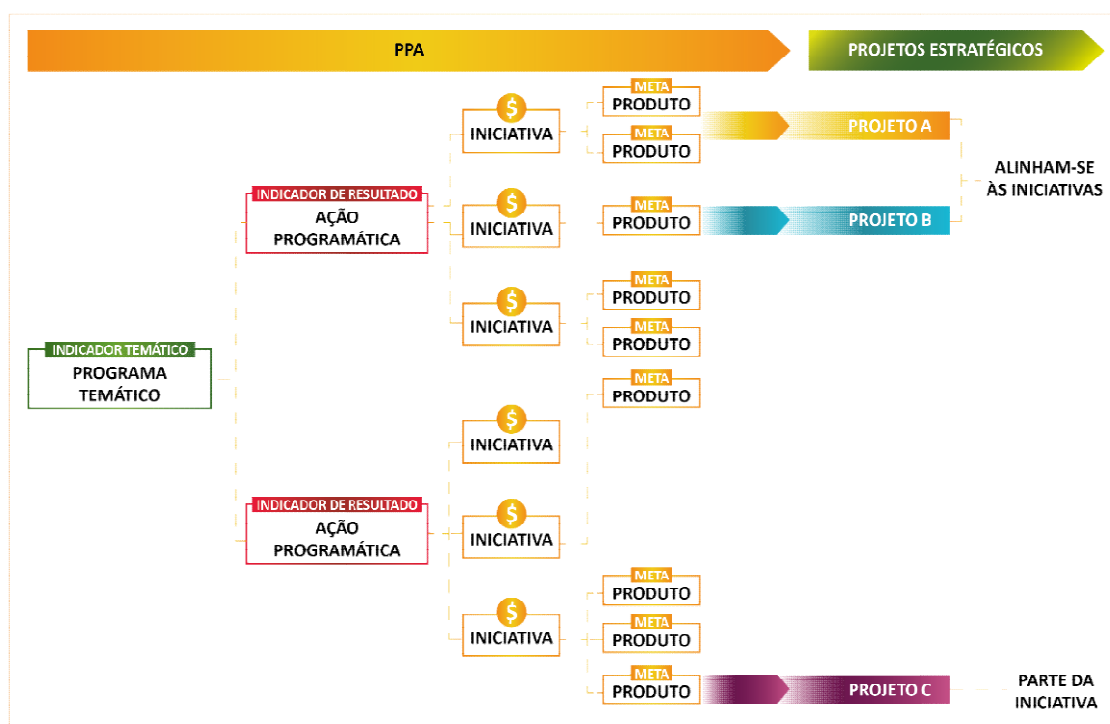 PPA
PROJETOS ESTRATÉGICOS
$
INICIATIVA
META
PRODUTO
META
PRODUTO
PROJETO A
ALINHAM-SE
ÀS INICIATIVAS
INDICADOR DE RESULTADO
AÇÃO
PROGRAMÁTICA
$
INICIATIVA
META
PRODUTO
PROJETO B
$
INICIATIVA
META
PRODUTO
META
PRODUTO
INDICADOR TEMÁTICO
PROGRAMA
TEMÁTICO
META
PRODUTO
$
INICIATIVA
INDICADOR DE RESULTADO
AÇÃO
PROGRAMÁTICA
$
INICIATIVA
$
INICIATIVA
META
PRODUTO
META
PRODUTO
META
PRODUTO
PROJETO C
PARTE DA
INICIATIVA